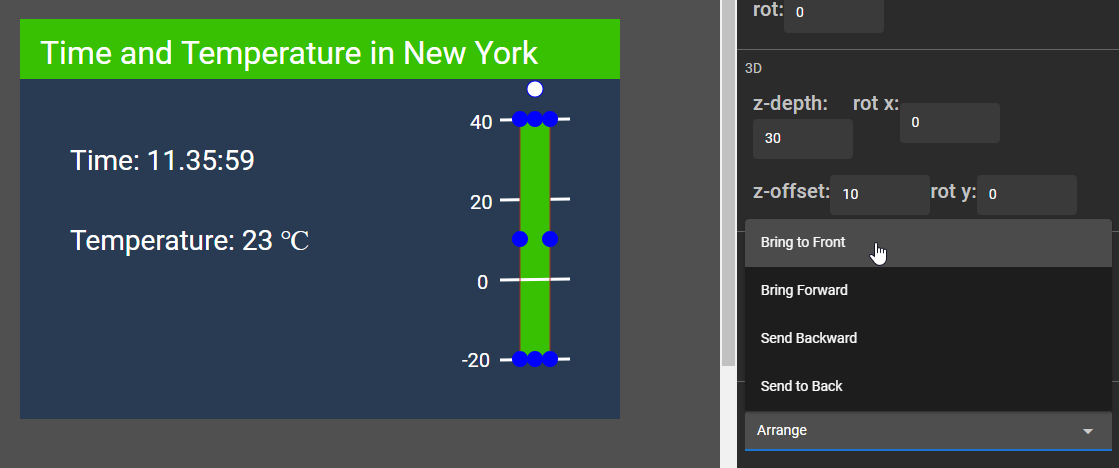 Time and Temperature in New York
Time: 11.35:59
Temperature: 23 °C
40
20
0
-20
rot: 0
3D
z-depth: 30
rot x: 0
z-offset: 10 rot y: 0
Bring to Front
Bring Forward
Send Backward
Send to Back
Arrange